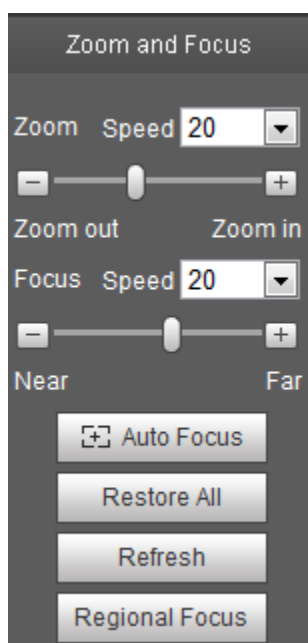 Zoom and Focus
Zoom Speed 20
Zoom out Zoom in
Focus Speed 20
Near Far
Auto Focus
Restore All
Refresh
Regional Focus